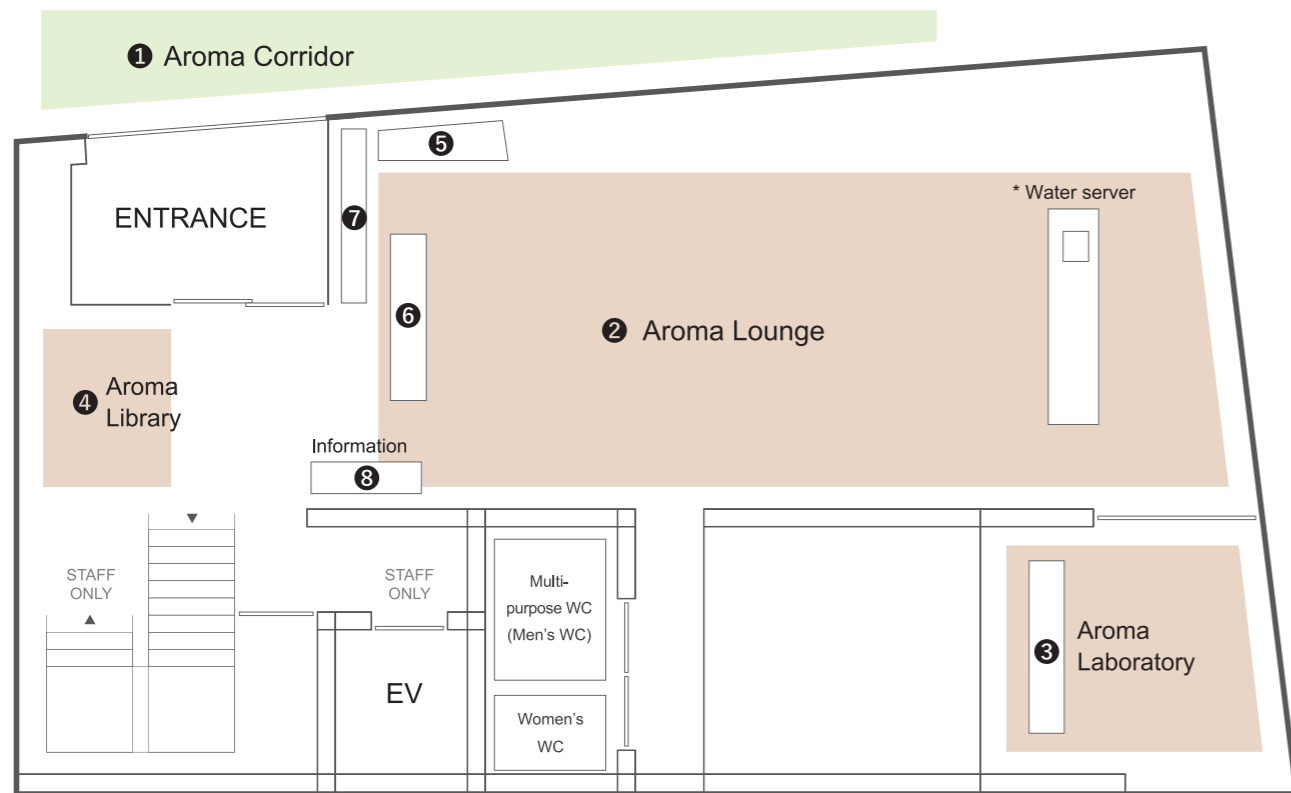 ❶ Aroma Corridor
❺
ENTRANCE
❼
* Water server
❻
❷ Aroma Lounge
❹ Aroma
Library
Information
❽
STAFF
ONLY
STAFF
ONLY
Multi-
purpose WC
(Men's WC)
EV
Women's
WC
❸ Aroma
Laboratory